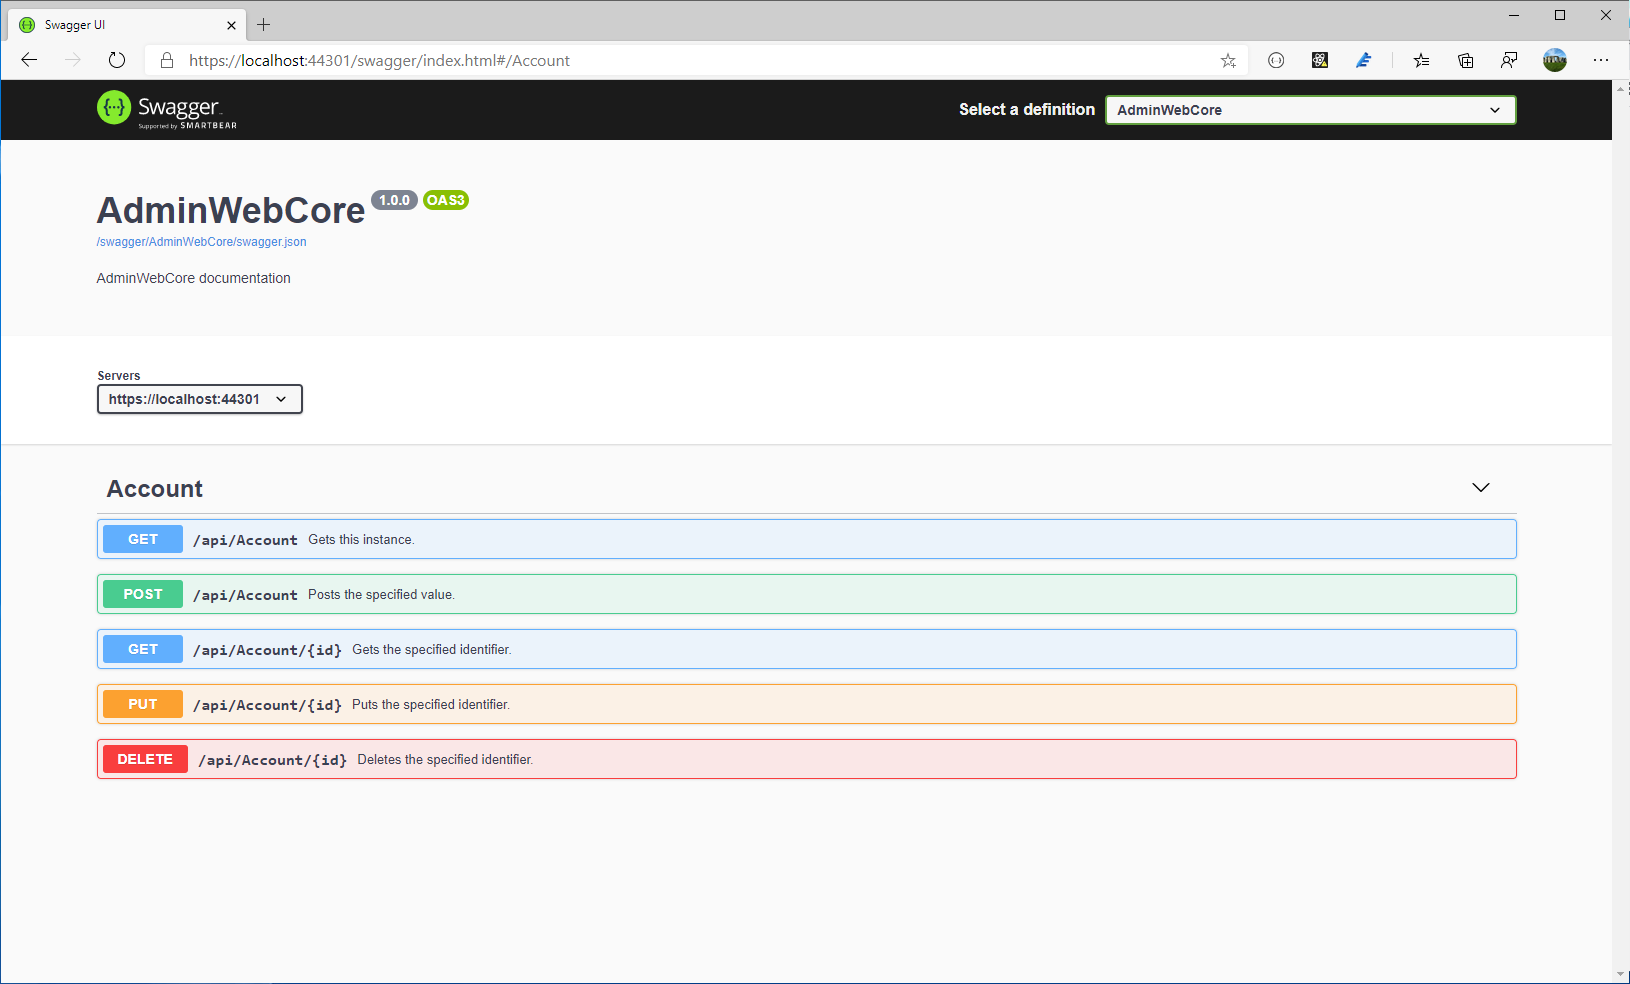 Swagger UI
https://localhost:44301/swagger/index.html#/Account
Swagger
Supported by SMARTBEAR
Select a definition
AdminWebCore
AdminWebCore 1.0.0 OAS3
/swagger/AdminWebCore/swagger.json
AdminWebCore documentation
Servers
https://localhost:44301
Account
GET /api/Account Gets this instance.
POST /api/Account Posts the specified value.
GET /api/Account/{id} Gets the specified identifier.
PUT /api/Account/{id} Puts the specified identifier.
DELETE /api/Account/{id} Deletes the specified identifier.